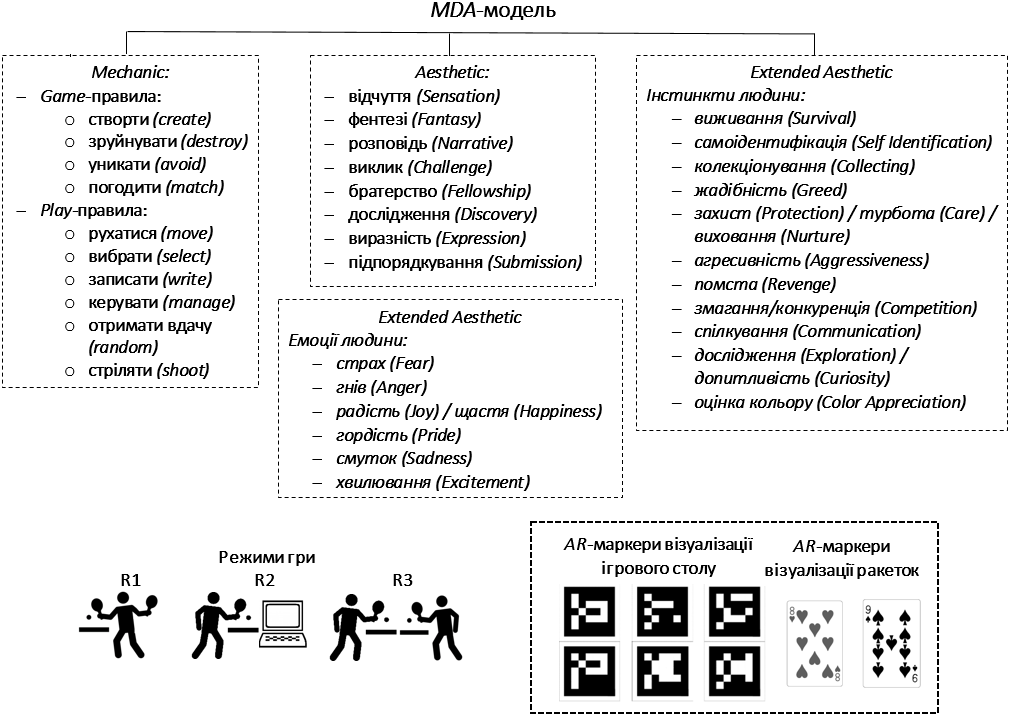 MDA-модель
Mechanic:
– Game-правила:
o створти (create)
o зруйнувати (destroy)
o уникати (avoid)
o погодити (match)
– Play-правила:
o рухатися (move)
o вибрати (select)
o записати (write)
o керувати (manage)
o отримати вдачу
(random)
o стріляти (shoot)
Aesthetic:
– відчуття (Sensation)
– фентезі (Fantasy)
– розповідь (Narrative)
– виклик (Challenge)
– братерство (Fellowship)
– дослідження (Discovery)
– виразність (Expression)
– підпорядкування (Submission)
Extended Aesthetic
Емоції людини:
– страх (Fear)
– гнів (Anger)
– радість (Joy) / щастя (Happiness)
– гордість (Pride)
– смуток (Sadness)
– хвилювання (Excitement)
Extended Aesthetic
Інстинкти людини:
– виживання (Survival)
– самоідентифікація (Self Identification)
– колекціонування (Collecting)
– жадібність (Greed)
– захист (Protection) / турбота (Care) /
виховання (Nurture)
– агресивність (Aggressiveness)
– помста (Revenge)
– змагання/конкуренція (Competition)
– спілкування (Communication)
– дослідження (Exploration) /
допитливість (Curiosity)
– оцінка кольору (Color Appreciation)
Режими гри
R1 R2 R3
AR-маркери візуалізації
ігрового столу
AR-маркери
візуалізації ракеток
8
8
9
9